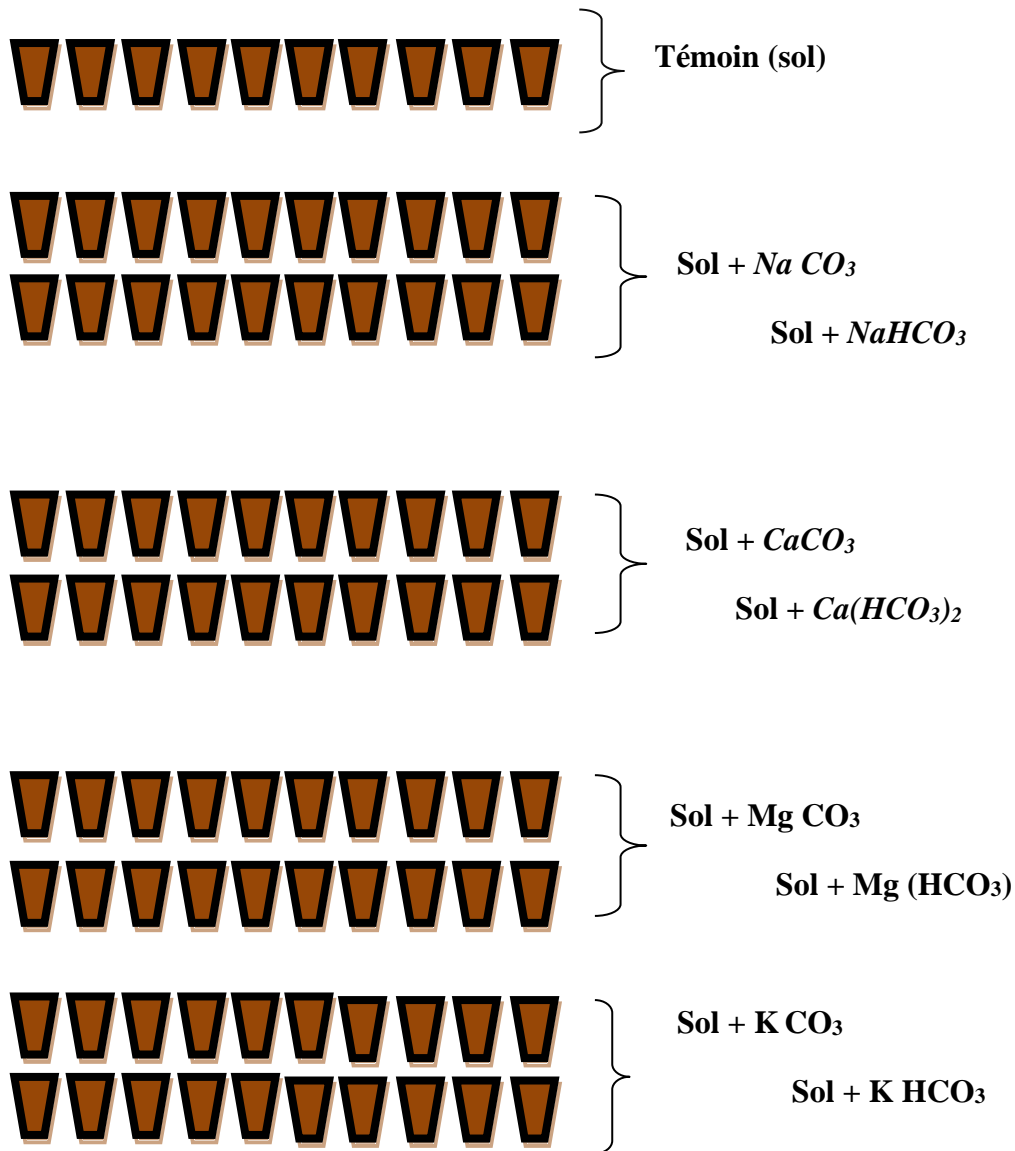 Témoin (sol)
Sol + Na CO₃
Sol + NaHCO₃
Sol + CaCO₃
Sol + Ca(HCO₃)₂
Sol + Mg CO₃
Sol + Mg (HCO₃)
Sol + K CO₃
Sol + K HCO₃